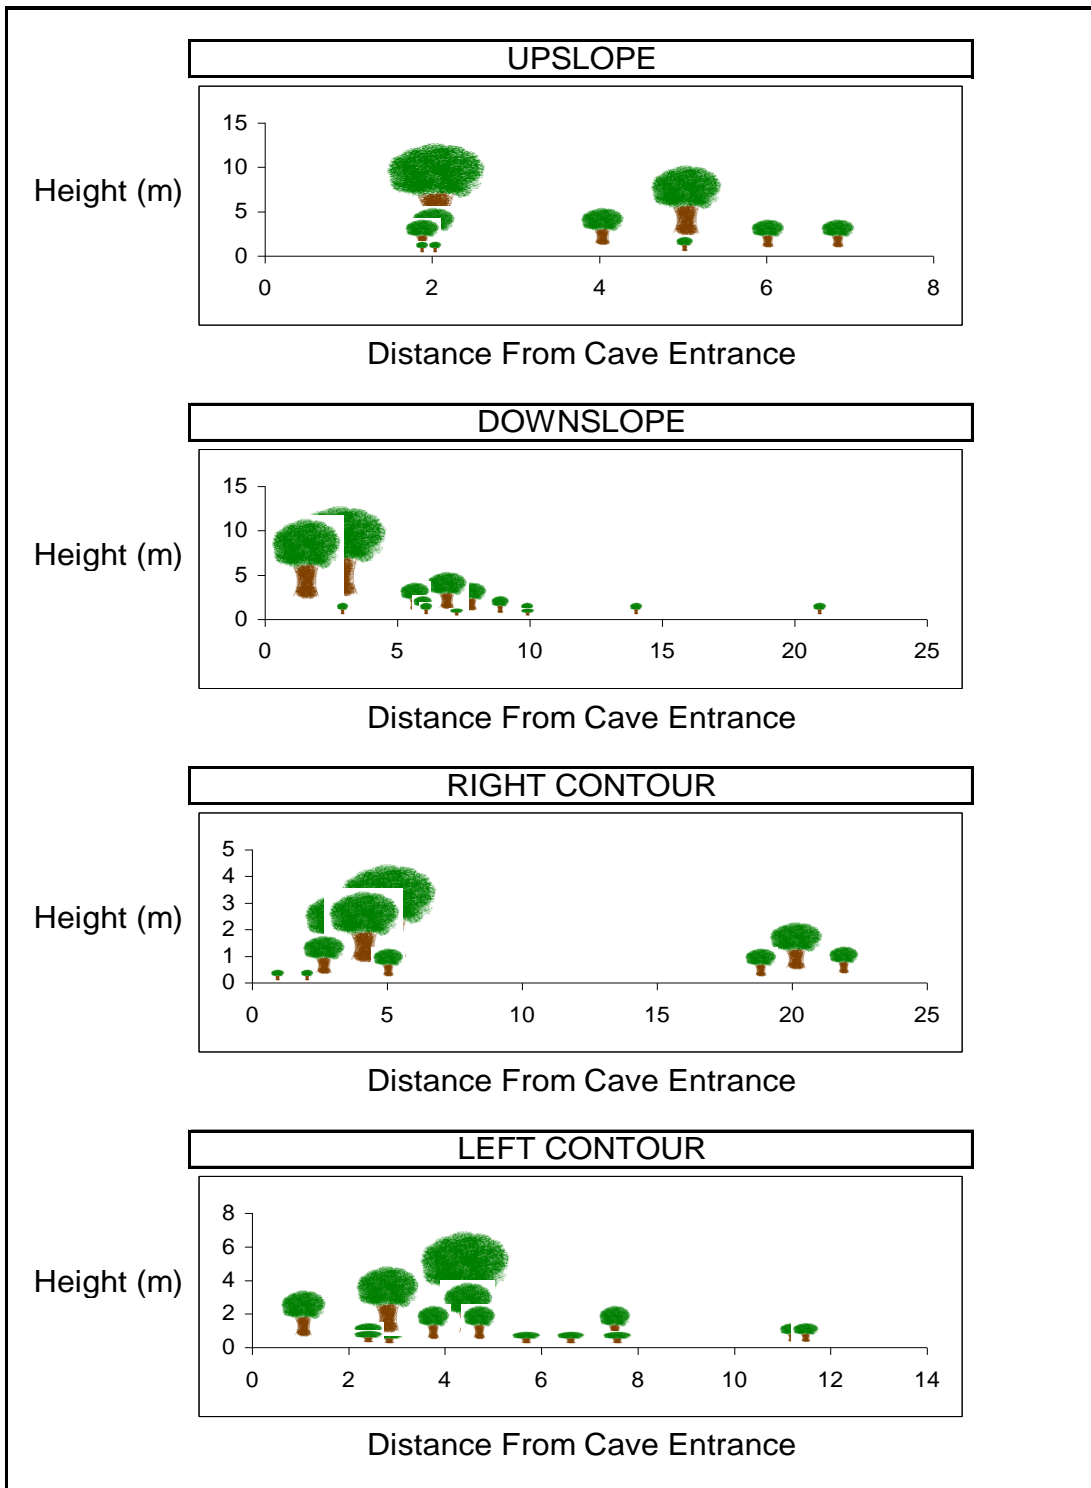 UPSLOPE
15
10
Height (m)
5
0
0 2 4 6 8
Distance From Cave Entrance
DOWNSLOPE
15
10
Height (m)
5
0
0 5 10 15 20 25
Distance From Cave Entrance
RIGHT CONTOUR
5
4
3
Height (m)
2
1
0
0 5 10 15 20 25
Distance From Cave Entrance
LEFT CONTOUR
8
6
4
Height (m)
2
0
0 2 4 6 8 10 12 14
Distance From Cave Entrance